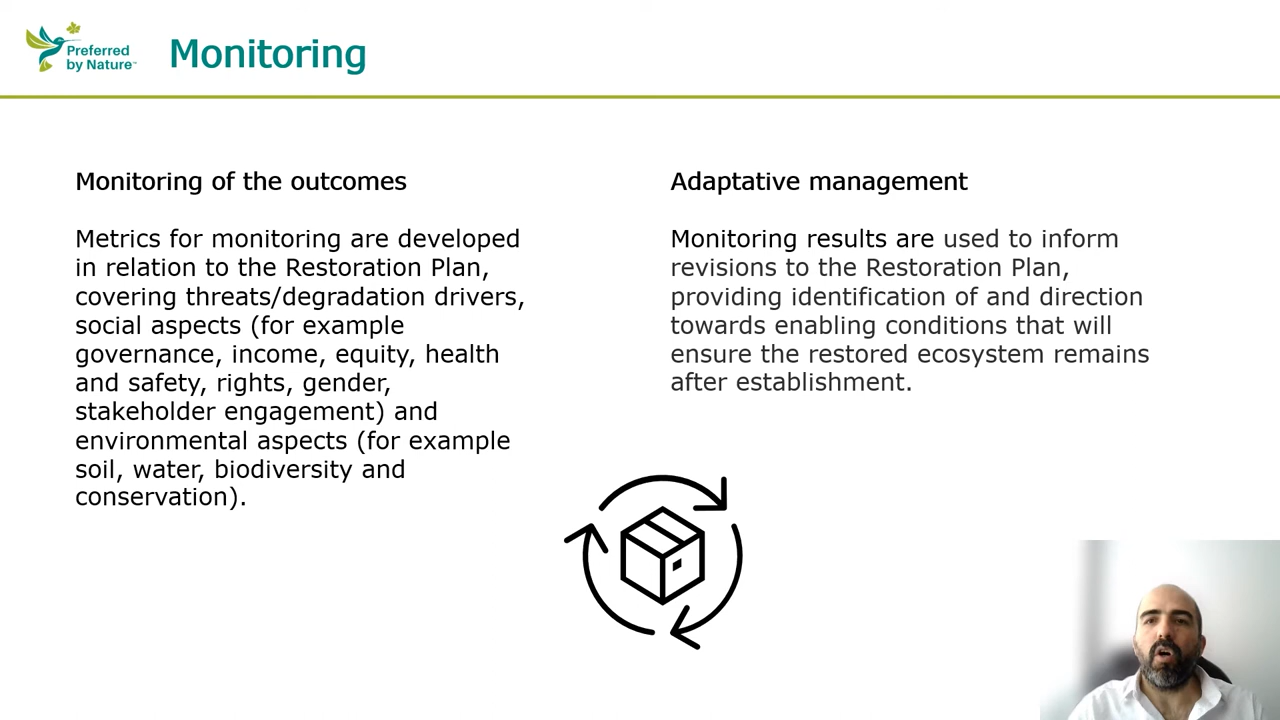 Preferred
by Nature™
Monitoring
Monitoring of the outcomes
Metrics for monitoring are developed
in relation to the Restoration Plan,
covering threats/degradation drivers,
social aspects (for example
governance, income, equity, health
and safety, rights, gender,
stakeholder engagement) and
environmental aspects (for example
soil, water, biodiversity and
conservation).
Adaptative management
Monitoring results are used to inform
revisions to the Restoration Plan,
providing identification of and direction
towards enabling conditions that will
ensure the restored ecosystem remains
after establishment.